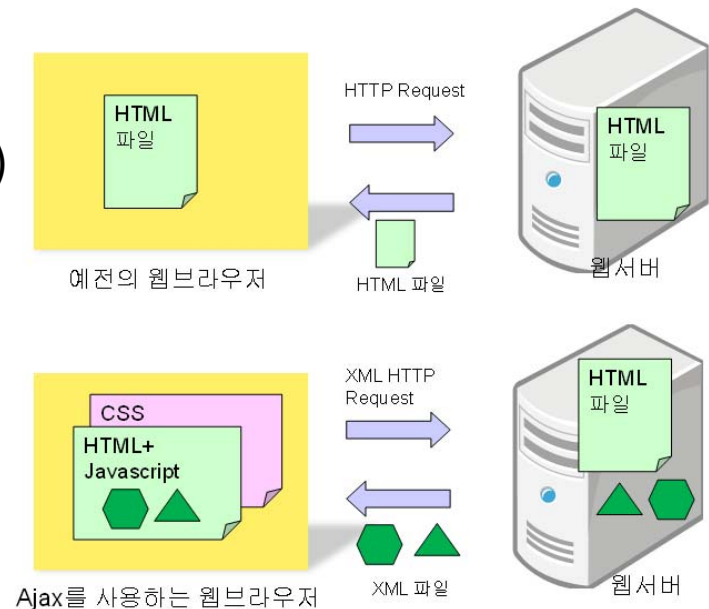 HTTP Request
HTML
파일
HTML
파일
)
예전의 웹브라우저
HTML 파일
웹서버
XML HTTP
Request
CSS
HTML+
Javascript
HTML
파일
Ajax를 사용하는 웹브라우저
XML 파일
웹서버